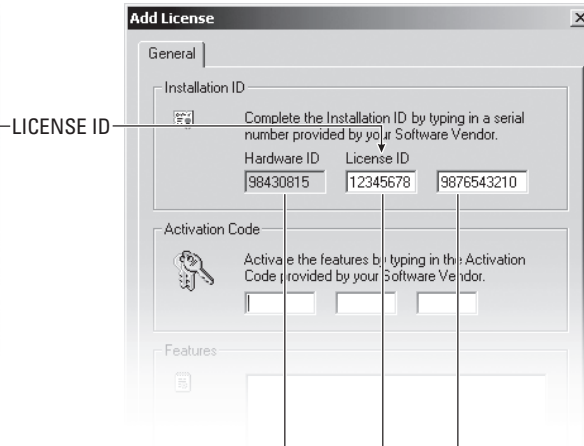 Add License
General
Installation ID
Complete the Installation ID by typing in a serial
number provided by your Software Vendor.
LICENSE ID
Hardware ID License ID
98430815 12345678 9876543210
Activation Code
Activate the features by typing in the Activation
Code provided by your Software Vendor.
Features